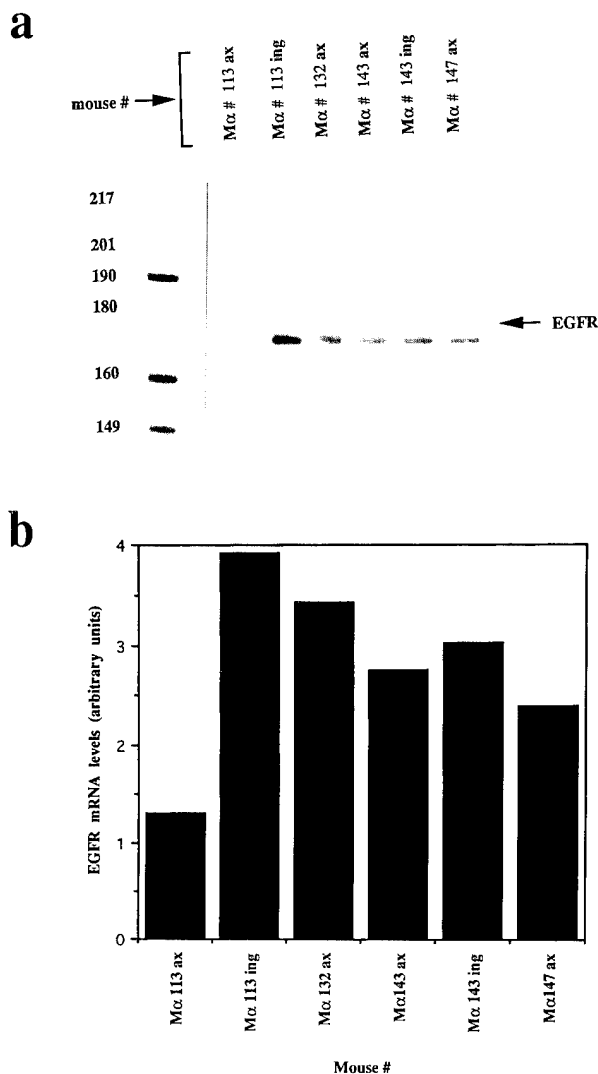 a
mouse #
Mα # 113 ax
Mα # 113 ing
Mα # 132 ax
Mα # 143 ax
Mα # 143 ing
Mα # 147 ax
217
201
190
180
160
149
EGFR
b
EGFR mRNA levels (arbitrary units)
4
3
2
1
0
Mα 113 ax
Mα 113 ing
Mα 132 ax
Mα143 ax
Mα 143 ing
Mα147 ax
Mouse #